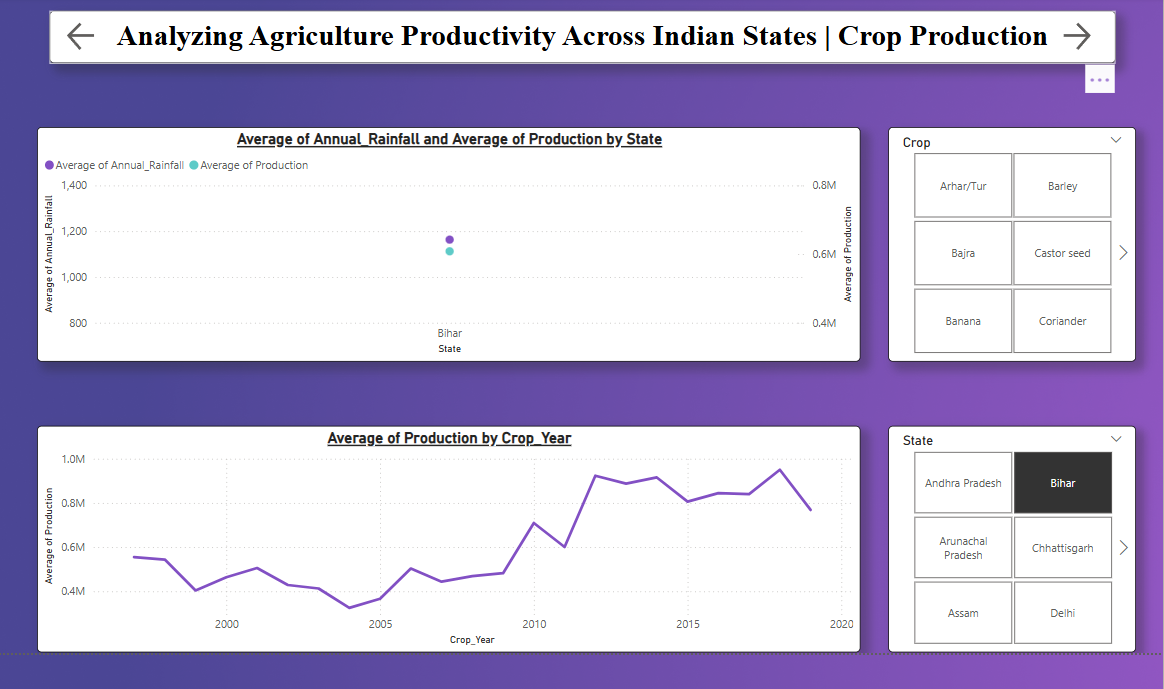 Analyzing Agriculture Productivity Across Indian States | Crop Production
Average of Annual_Rainfall and Average of Production by State
Average of Annual_Rainfall Average of Production
Average of Annual_Rainfall
1,400
1,200
1,000
800
0.8M
0.6M
0.4M
Average of Production
Bihar
State
Crop
Arhar/Tur Barley
Bajra Castor seed
Banana Coriander
Average of Production by Crop_Year
Average of Production
1.0M
0.8M
0.6M
0.4M
2000 2005 2010 2015 2020
Crop_Year
State
Andhra Pradesh Bihar
Arunachal
Pradesh
Chhattisgarh
Assam Delhi